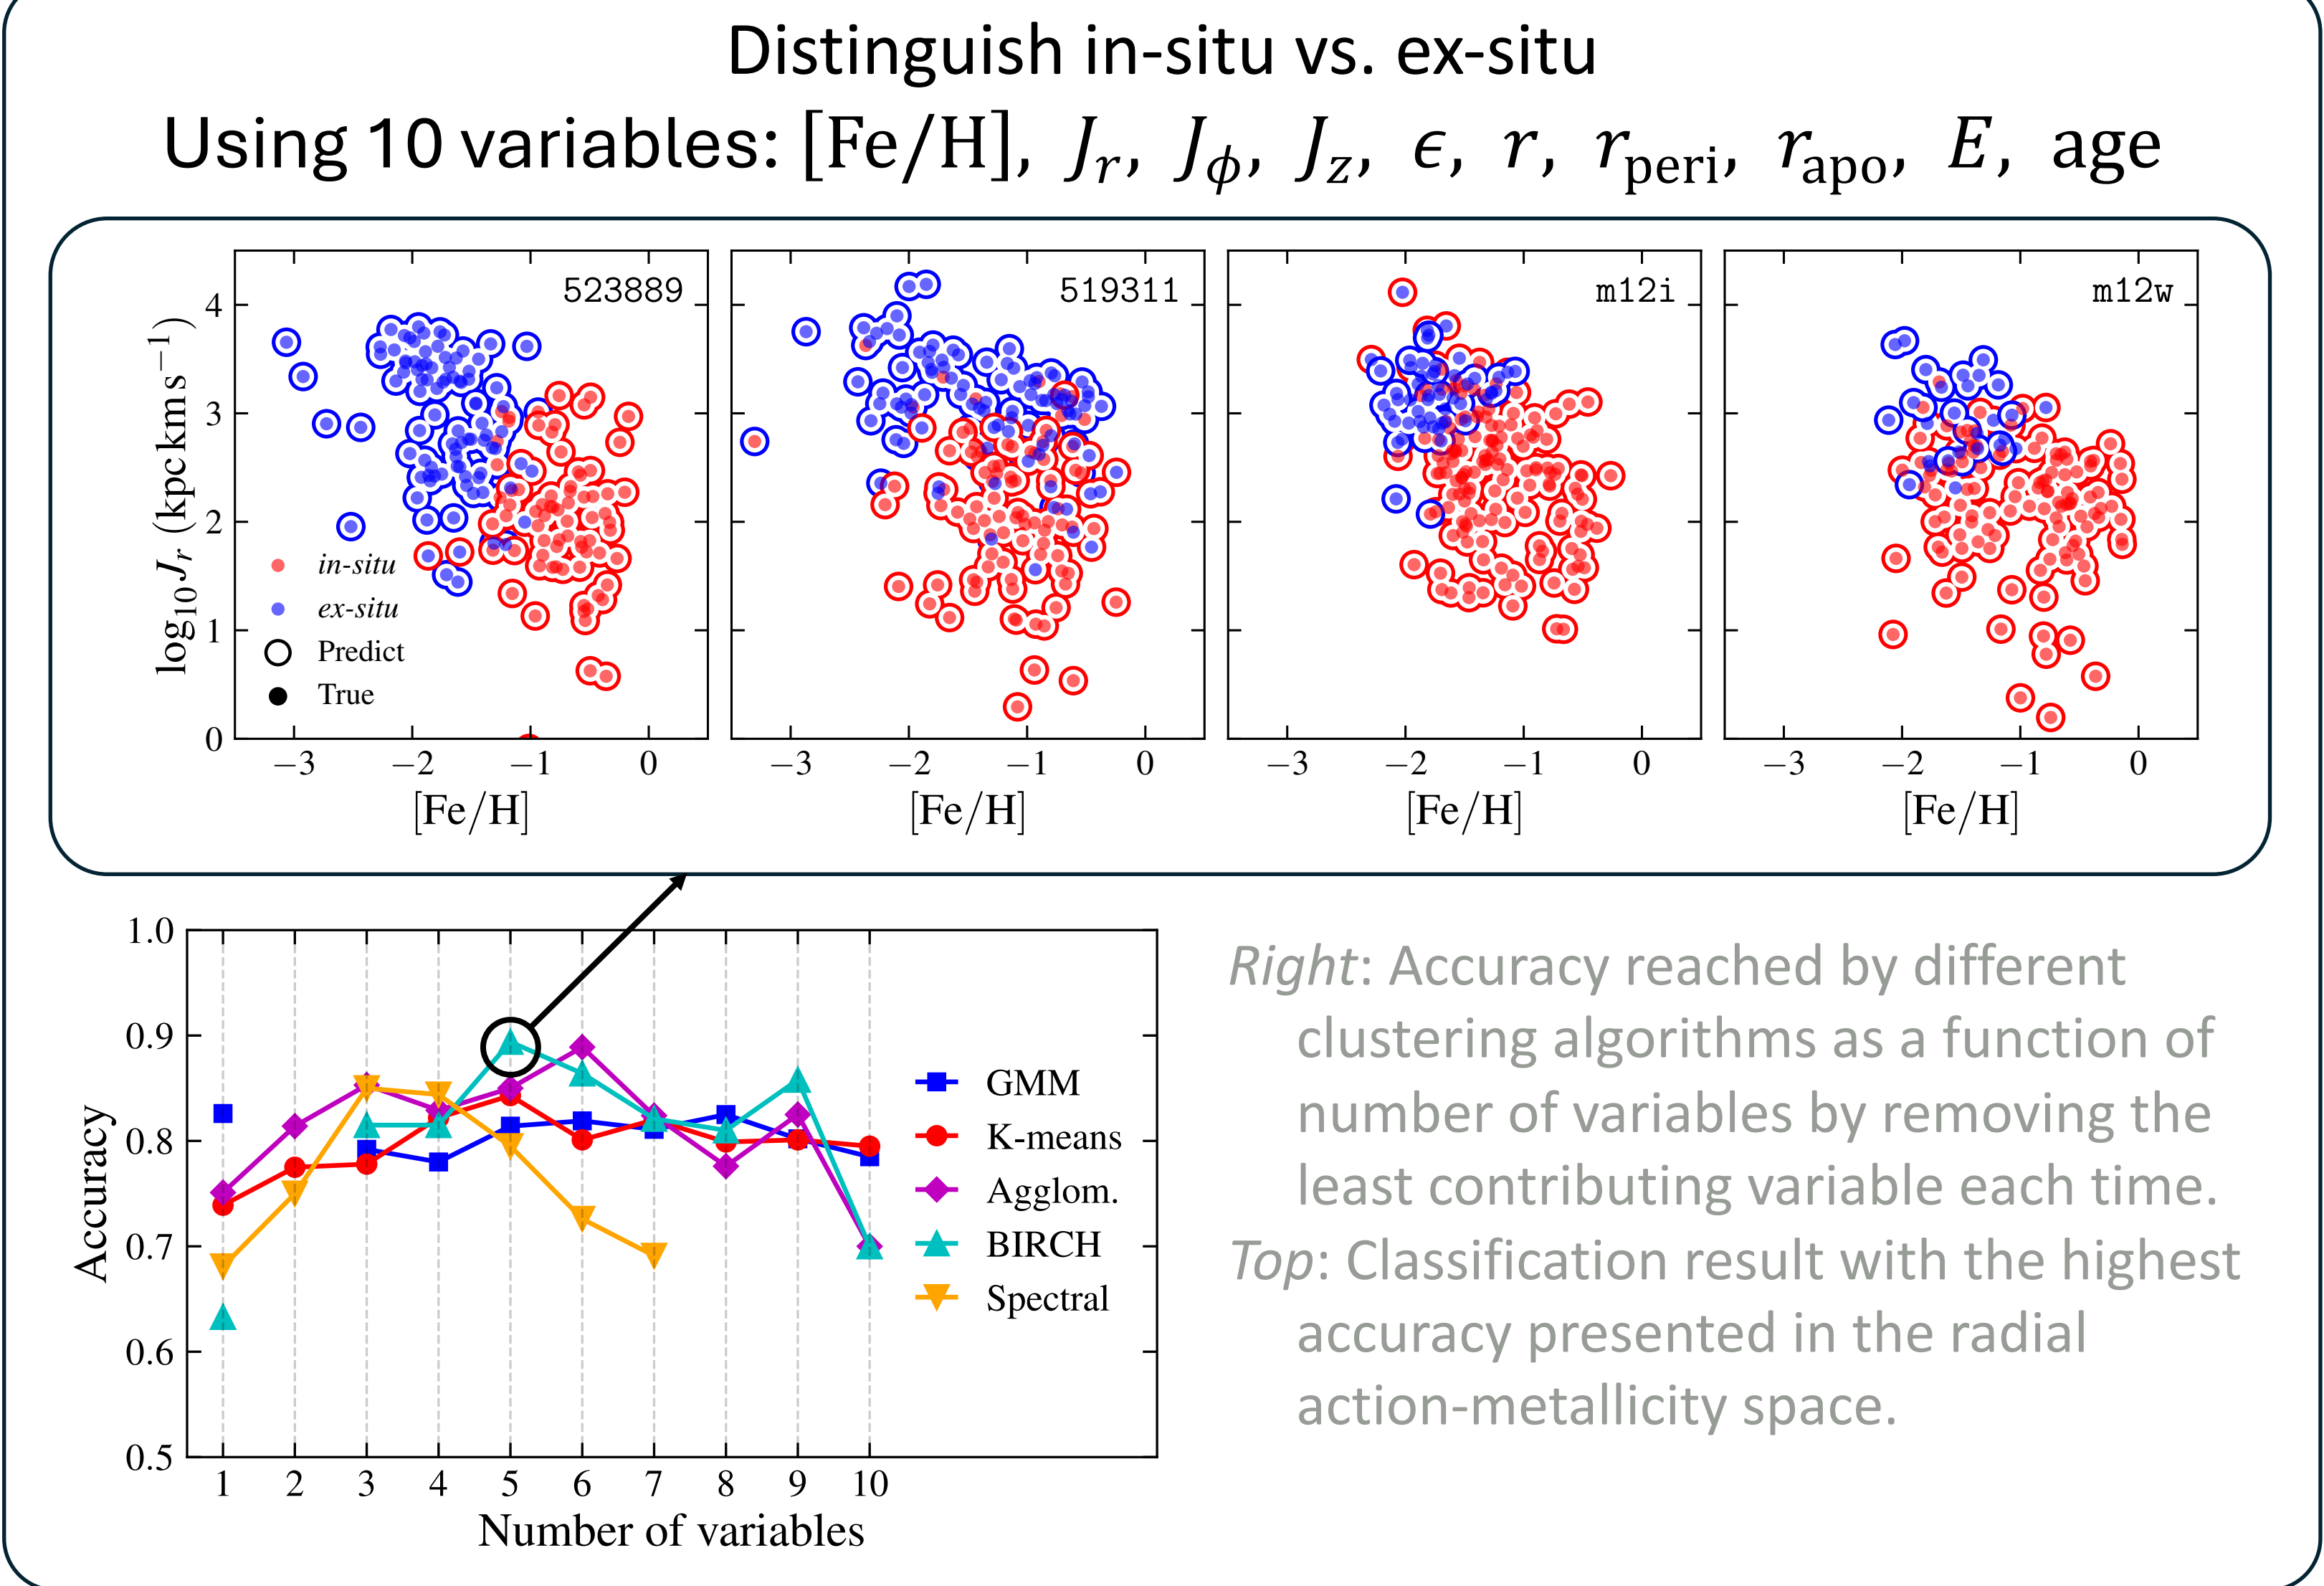 Distinguish in-situ vs. ex-situ
Using 10 variables: [Fe/H], J_r, J_ϕ, J_z, ϵ, r, r_peri, r_apo, E, age
523889
519311
m12i
m12w
log₁₀ J_r (kpc km s⁻¹)
4
3
2
1
0
in-situ
ex-situ
Predict
True
−3 −2 −1 0
−3 −2 −1 0
−3 −2 −1 0
−3 −2 −1 0
[Fe/H]
[Fe/H]
[Fe/H]
[Fe/H]
Accuracy
1.0
0.9
0.8
0.7
0.6
0.5
GMM
K-means
Agglom.
BIRCH
Spectral
1 2 3 4 5 6 7 8 9 10
Number of variables
Right: Accuracy reached by different
clustering algorithms as a function of
number of variables by removing the
least contributing variable each time.
Top: Classification result with the highest
accuracy presented in the radial
action-metallicity space.